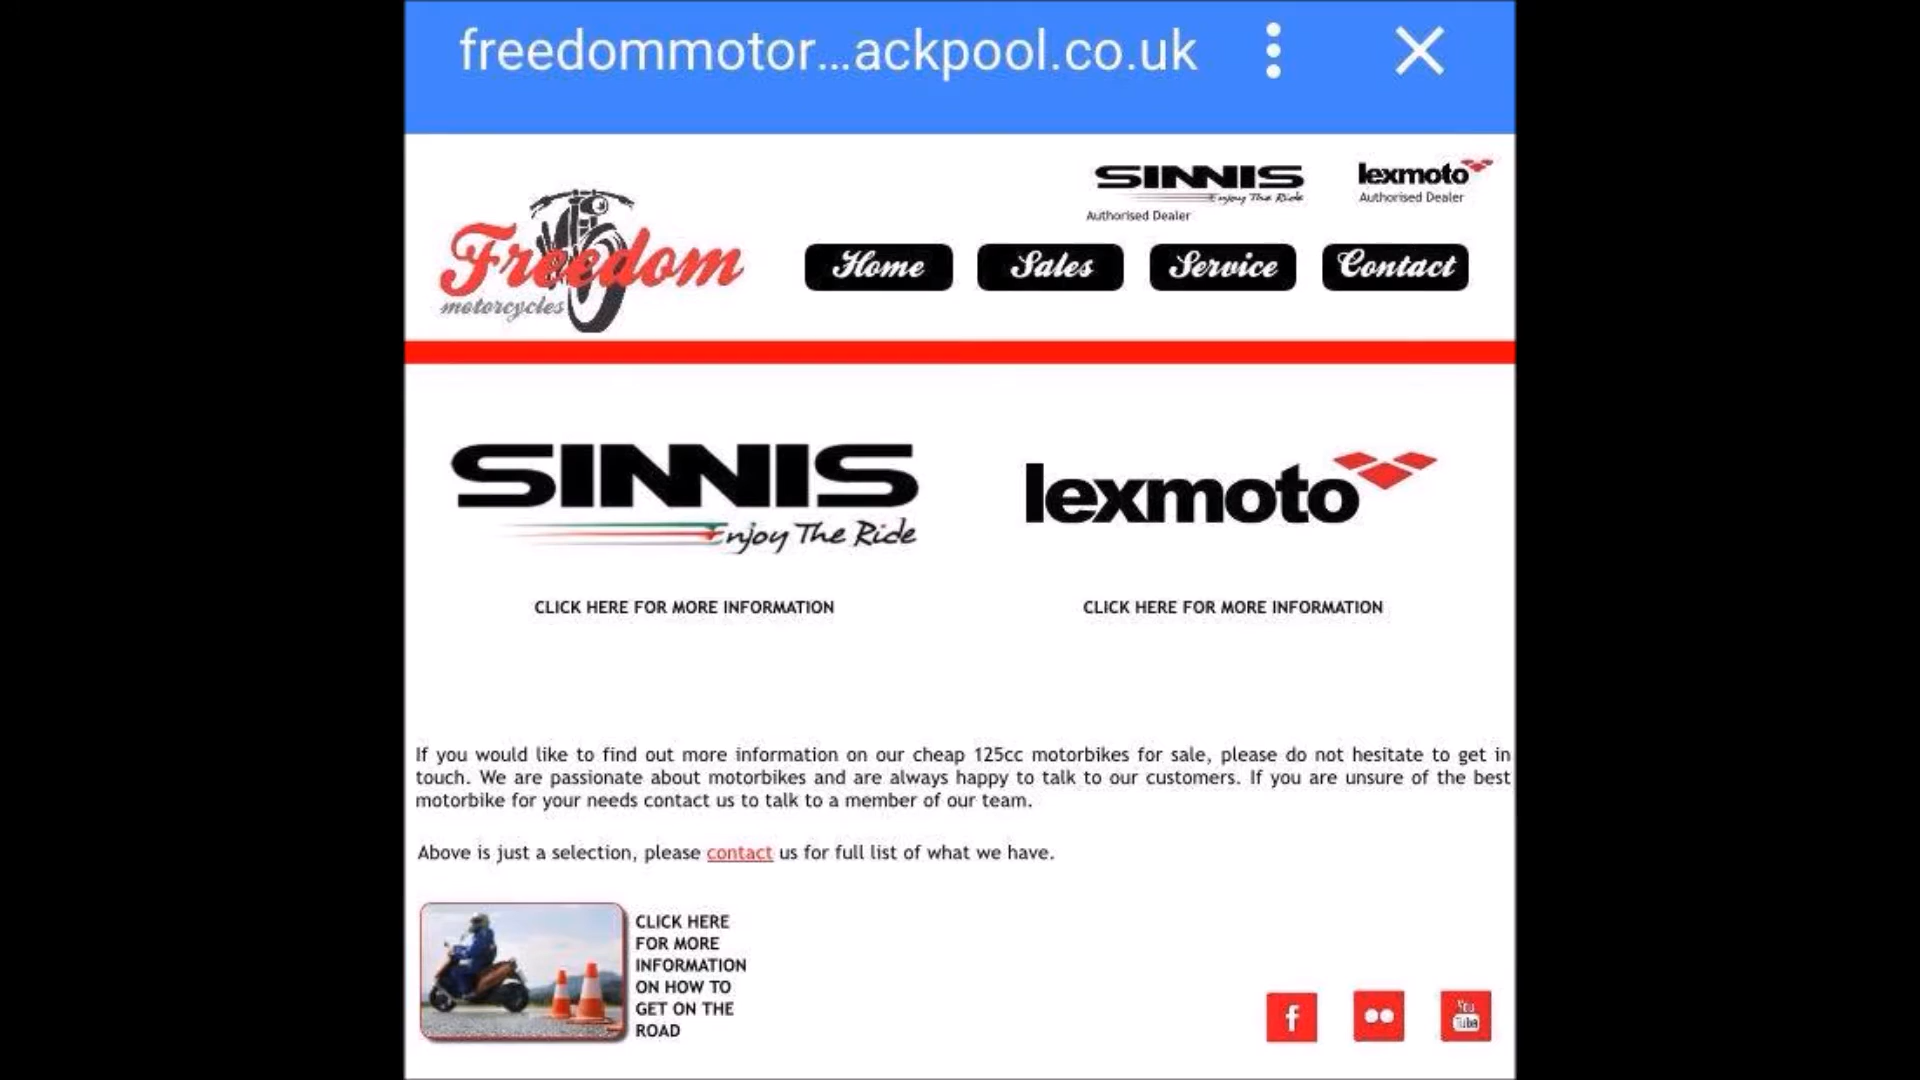 freedommotor...ackpool.co.uk
SINNIS
Enjoy The Ride
Authorised Dealer
lexmoto
Authorised Dealer
Freedom
motorcycles
Home Sales Service Contact
SINNIS
Enjoy The Ride
lexmoto
CLICK HERE FOR MORE INFORMATION
CLICK HERE FOR MORE INFORMATION
If you would like to find out more information on our cheap 125cc motorbikes for sale, please do not hesitate to get in
touch. We are passionate about motorbikes and are always happy to talk to our customers. If you are unsure of the best
motorbike for your needs contact us to talk to a member of our team.
Above is just a selection, please contact us for full list of what we have.
CLICK HERE
FOR MORE
INFORMATION
ON HOW TO
GET ON THE
ROAD
f
You
Tube